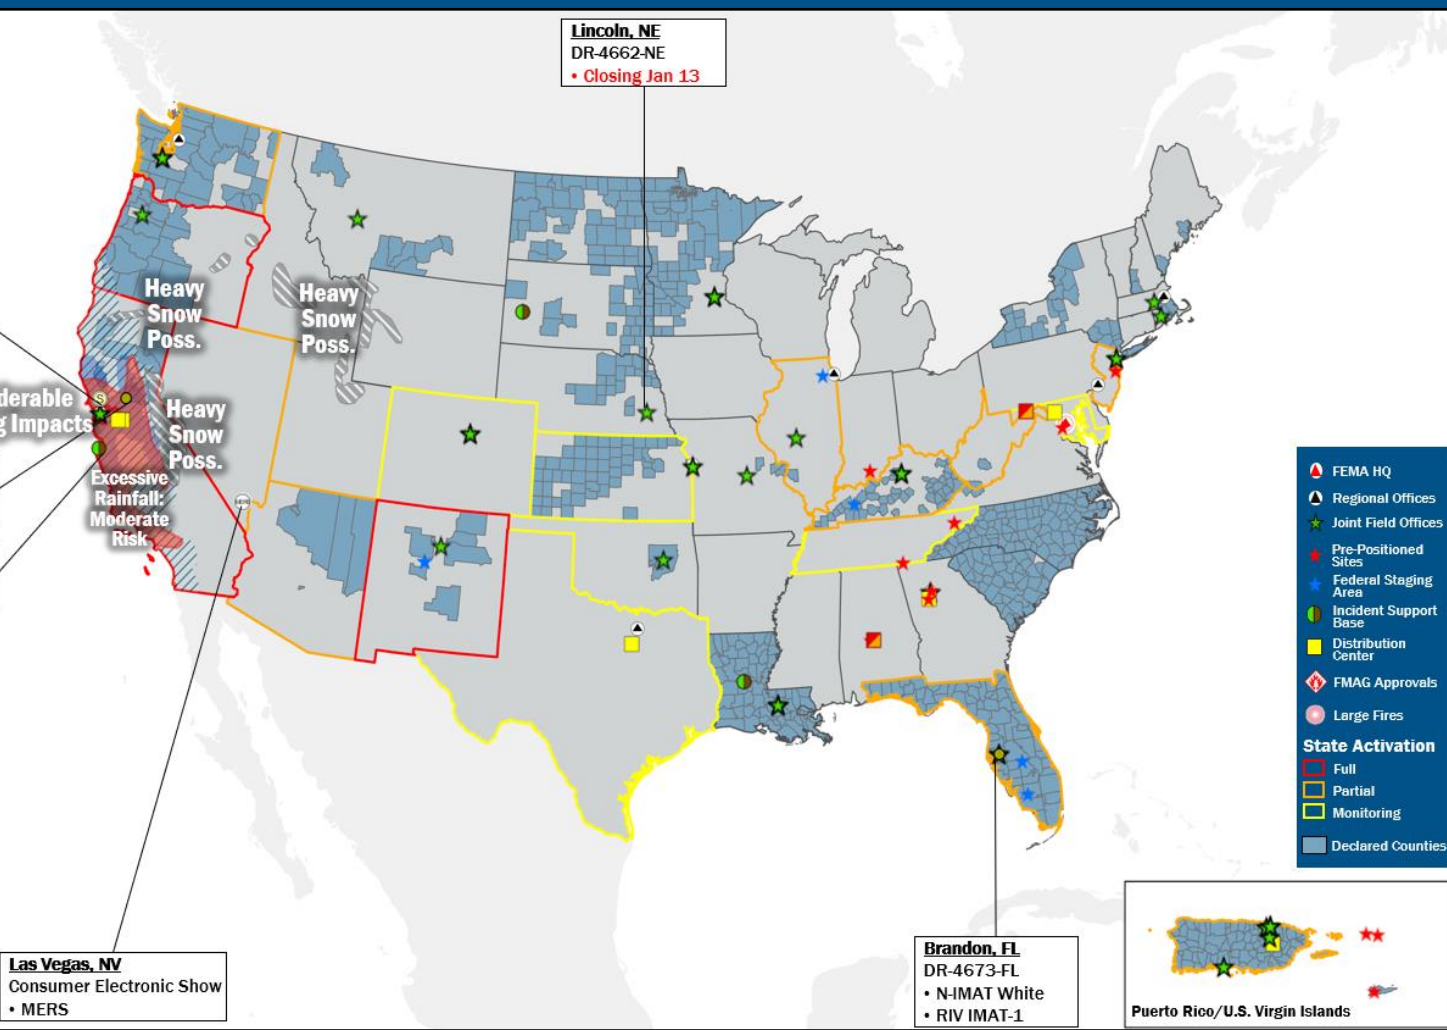 Lincoln, NE
DR-4662-NE
• Closing Jan 13
Heavy
Snow
Poss.
Heavy
Snow
Poss.
derable
g Impacts
S
Heavy
Snow
Poss.
Excessive
Rainfall:
Moderate
Risk
FEMA HQ
Regional Offices
Joint Field Offices
Pre-Positioned
Sites
Federal Staging
Area
Incident Support
Base
Distribution
Center
FMAG Approvals
Large Fires
State Activation
Full
Partial
Monitoring
Declared Counties
Las Vegas, NV
Consumer Electronic Show
• MERS
Brandon, FL
DR-4673-FL
• N-IMAT White
• RIV IMAT-1
Puerto Rico/U.S. Virgin Islands